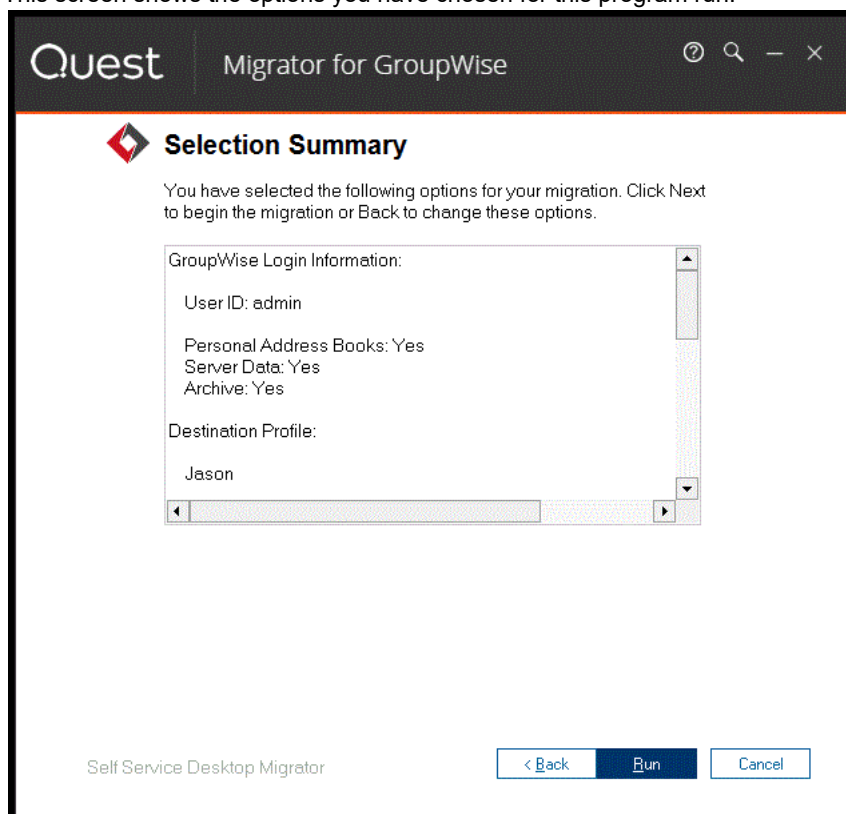 This screen shows the options you have chosen for this program run.
Quest Migrator for GroupWise
Selection Summary
You have selected the following options for your migration. Click Next
to begin the migration or Back to change these options.
GroupWise Login Information:
User ID: admin
Personal Address Books: Yes
Server Data: Yes
Archive: Yes
Destination Profile:
Jason
Self Service Desktop Migrator
< Back
Run
Cancel